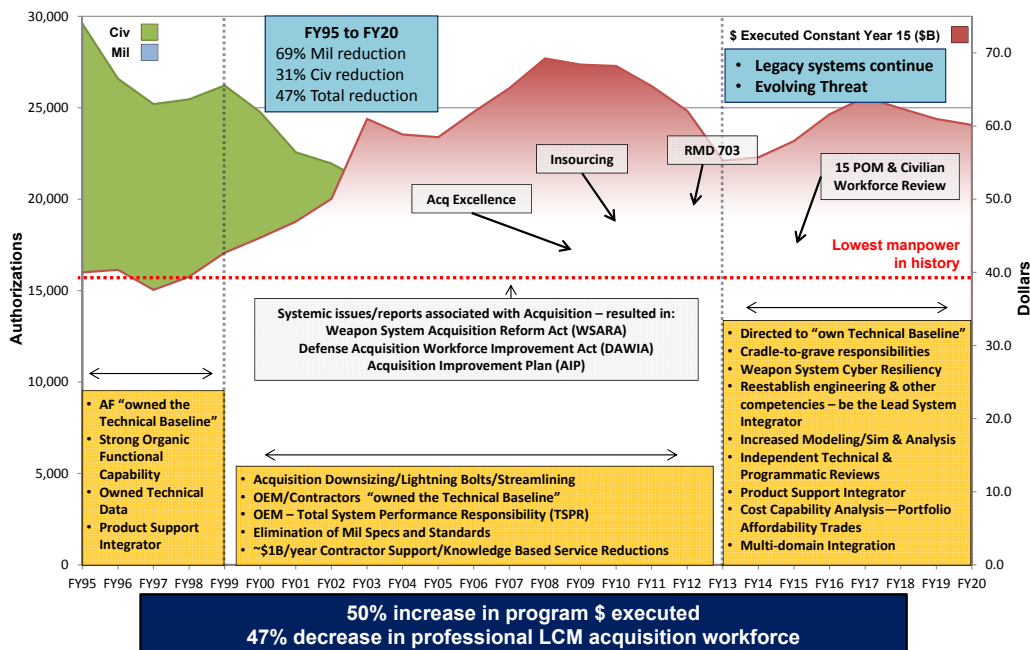 30,000
25,000
20,000
15,000
10,000
5,000
0
Authorizations
Civ
Mil
FY95 to FY20
69% Mil reduction
31% Civ reduction
47% Total reduction
$ Executed Constant Year 15 ($B)
• Legacy systems continue
• Evolving Threat
70.0
60.0
50.0
40.0
30.0
20.0
10.0
0.0
Dollars
Acq Excellence
Insourcing
RMD 703
15 POM & Civilian
Workforce Review
Lowest manpower
in history
Systemic issues/reports associated with Acquisition – resulted in:
Weapon System Acquisition Reform Act (WSARA)
Defense Acquisition Workforce Improvement Act (DAWIA)
Acquisition Improvement Plan (AIP)
• AF “owned the
Technical Baseline”
• Strong Organic
Functional
Capability
• Owned Technical
Data
• Product Support
Integrator
• Acquisition Downsizing/Lightning Bolts/Streamlining
• OEM/Contractors “owned the Technical Baseline”
• OEM – Total System Performance Responsibility (TSPR)
• Elimination of Mil Specs and Standards
• ~$1B/year Contractor Support/Knowledge Based Service Reductions
• Directed to “own Technical Baseline”
• Cradle-to-grave responsibilities
• Weapon System Cyber Resiliency
• Reestablish engineering & other
competencies – be the Lead System
Integrator
• Increased Modeling/Sim & Analysis
• Independent Technical &
Programmatic Reviews
• Product Support Integrator
• Cost Capability Analysis—Portfolio
Affordability Trades
• Multi-domain Integration
FY95 FY96 FY97 FY98 FY99 FY00 FY01 FY02 FY03 FY04 FY05 FY06 FY07 FY08 FY09 FY10 FY11 FY12 FY13 FY14 FY15 FY16 FY17 FY18 FY19 FY20
50% increase in program $ executed
47% decrease in professional LCM acquisition workforce